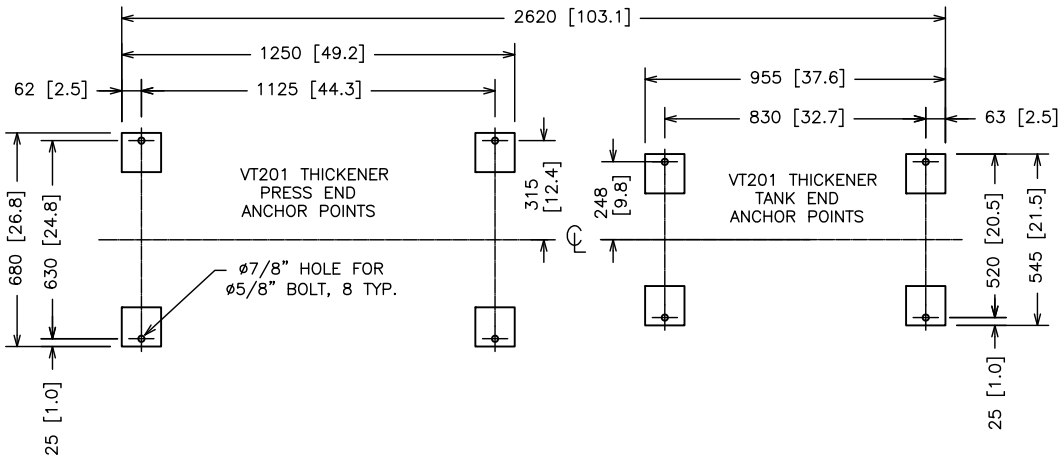 2620 [103.1]
1250 [49.2]
955 [37.6]
62 [2.5]
1125 [44.3]
830 [32.7]
63 [2.5]
680 [26.8]
630 [24.8]
VT201 THICKENER
PRESS END
ANCHOR POINTS
315
[12.4]
248
[9.8]
VT201 THICKENER
TANK END
ANCHOR POINTS
520 [20.5]
545 [21.5]
℄
ø7/8" HOLE FOR
ø5/8" BOLT, 8 TYP.
25 [1.0]
25 [1.0]